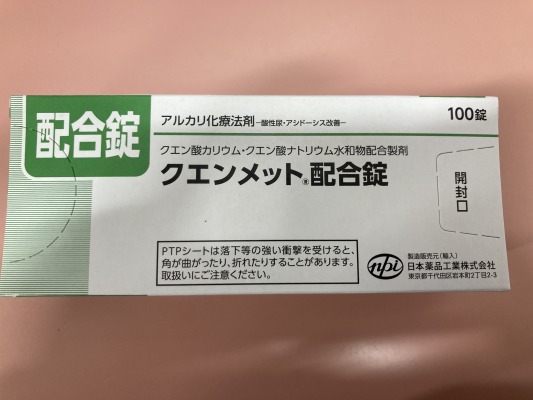 配合錠
アルカリ化療法剤 ―酸性尿・アシドーシス改善―
100錠
クエン酸カリウム・クエン酸ナトリウム水和物配合製剤
クエンメット®配合錠
開封口
PTPシートは落下等の強い衝撃を受けると、
角が曲がったり、折れたりすることがあります。
取扱いにご注意ください。
npi
製造販売元(輸入)
日本薬品工業株式会社
東京都千代田区岩本町2丁目2-3